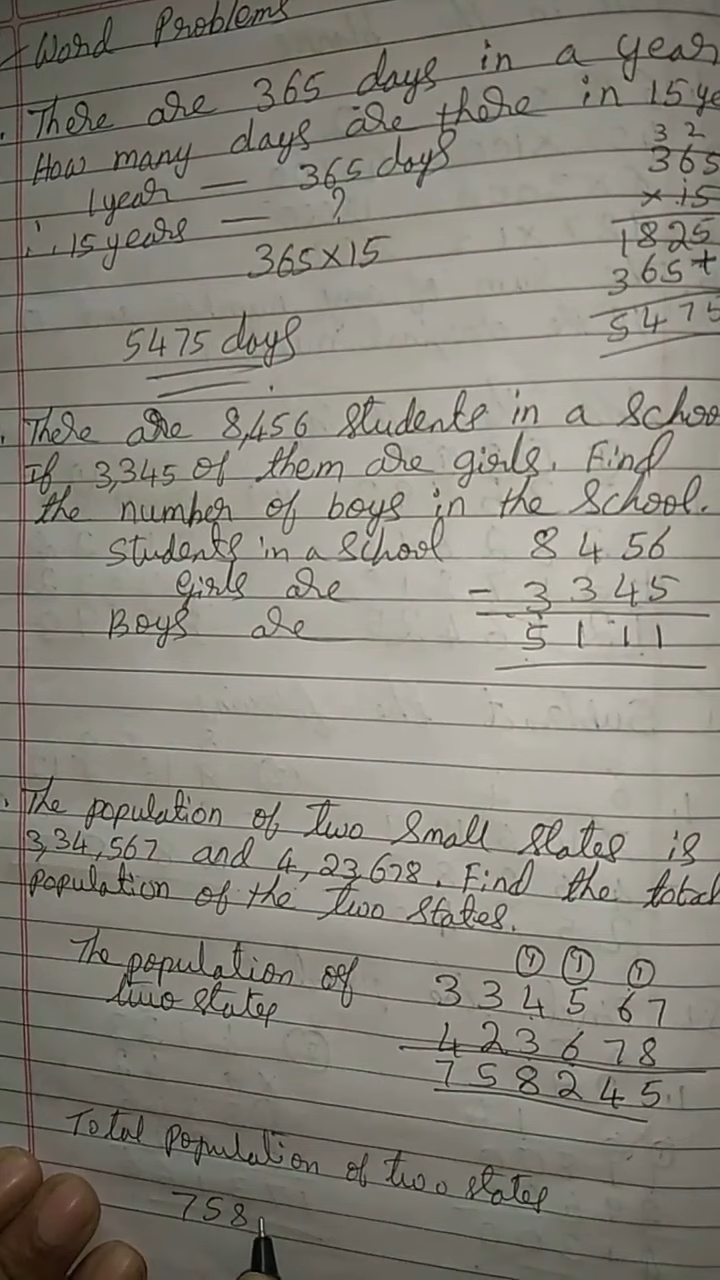 Word Problems
There are 365 days in a year
How many days are there in 15 ye
3 2
1 year — 365 days 365
∴ 15 years — ? × 15
365×15 1825
365+
5475 days 5475
There are 8,456 Students in a Schoo
If 3,345 of them are girls. Find
the number of boys in the School.
Students in a School 8456
Girls are - 3345
Boys are 5111
The population of two Small States is
3,34,567 and 4,23,678. Find the total
population of the two States.
① ① ①
The population of 334567
two states 423678
758245
Total Population of two states
758